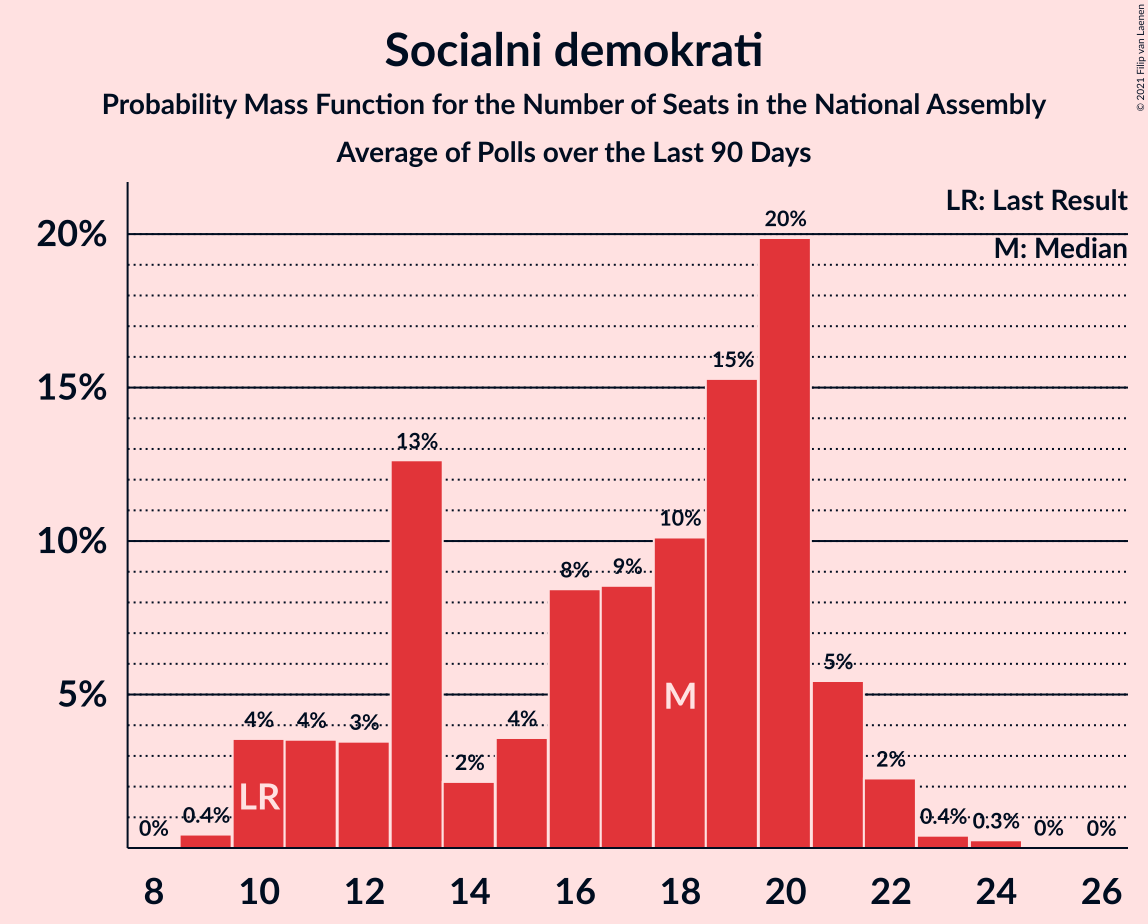 Socialni demokrati
Probability Mass Function for the Number of Seats in the National Assembly
Average of Polls over the Last 90 Days
© 2021 Filip van Laenen
LR: Last Result
M: Median
20%
15%
10%
5%
0%
0.4%
4%
4%
3%
13%
2%
4%
8%
9%
10%
15%
20%
5%
2%
0.4%
0.3%
0%
0%
LR
M
8 10 12 14 16 18 20 22 24 26